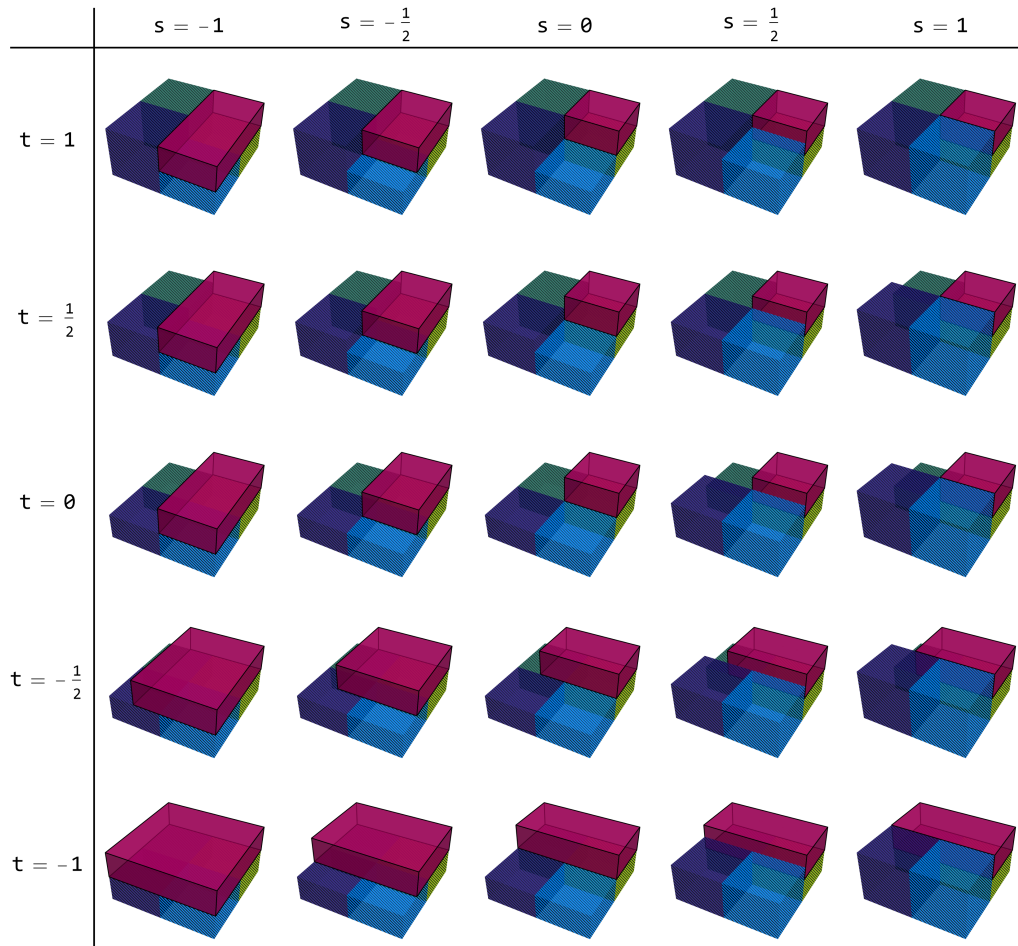 s = -1 s = -1/2 s = 0 s = 1/2 s = 1
t = 1
t = 1/2
t = 0
t = -1/2
t = -1